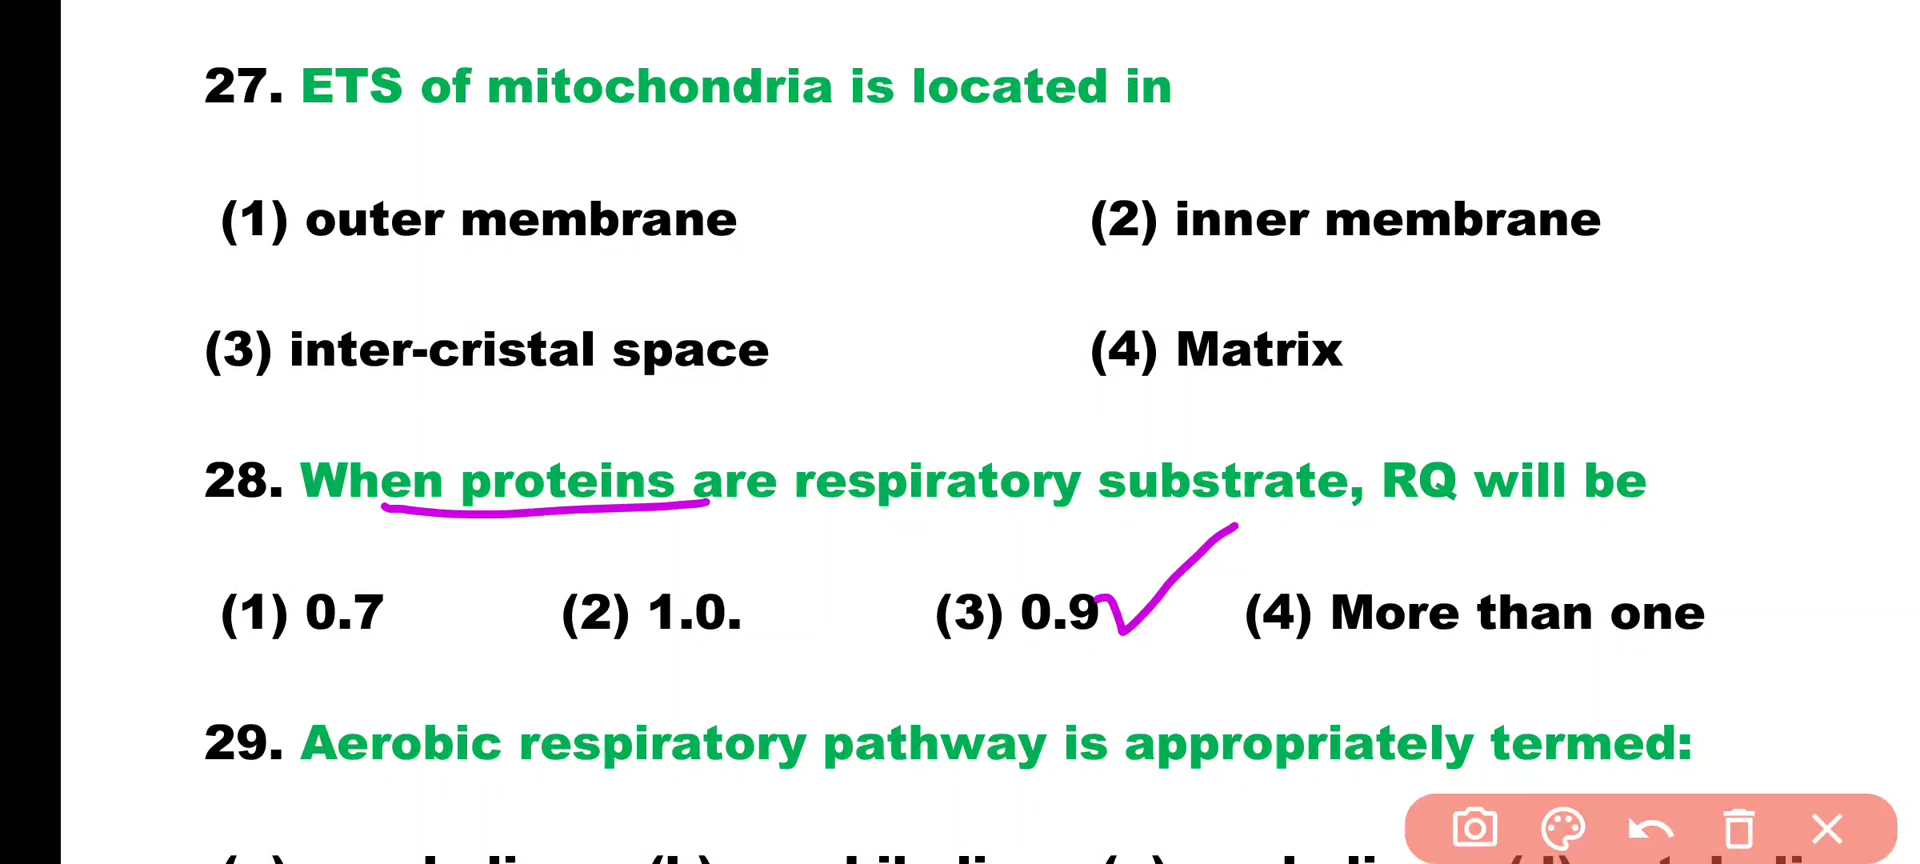 27. ETS of mitochondria is located in
(1) outer membrane (2) inner membrane
(3) inter-cristal space (4) Matrix
28. When proteins are respiratory substrate, RQ will be
(1) 0.7 (2) 1.0. (3) 0.9 (4) More than one
29. Aerobic respiratory pathway is appropriately termed: